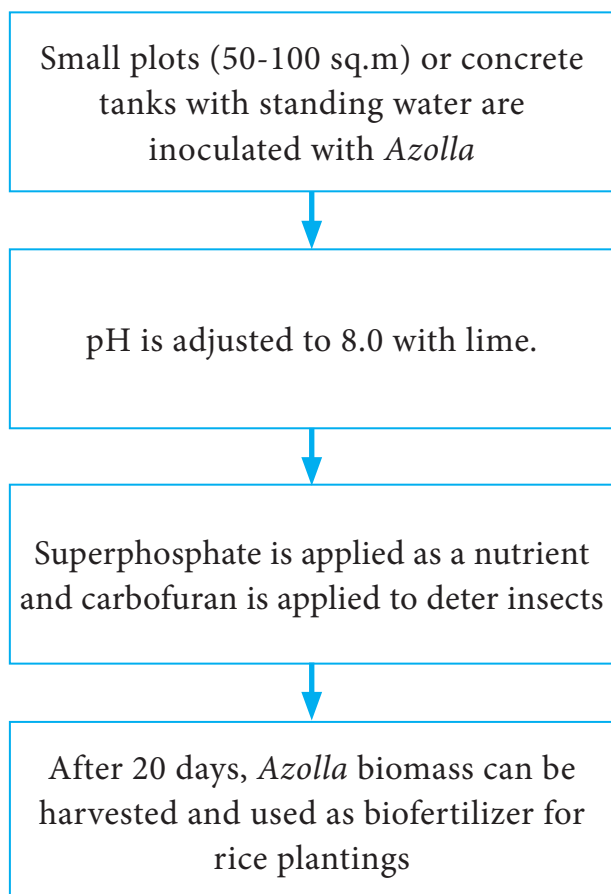 Small plots (50-100 sq.m) or concrete
tanks with standing water are
inoculated with Azolla
pH is adjusted to 8.0 with lime.
Superphosphate is applied as a nutrient
and carbofuran is applied to deter insects
After 20 days, Azolla biomass can be
harvested and used as biofertilizer for
rice plantings